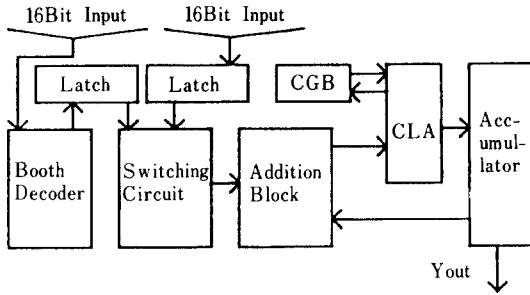 16Bit Input
16Bit Input
Latch
Latch
CGB
CLA
Acc-
umul-
lator
Booth
Decoder
Switching
Circuit
Addition
Block
Yout